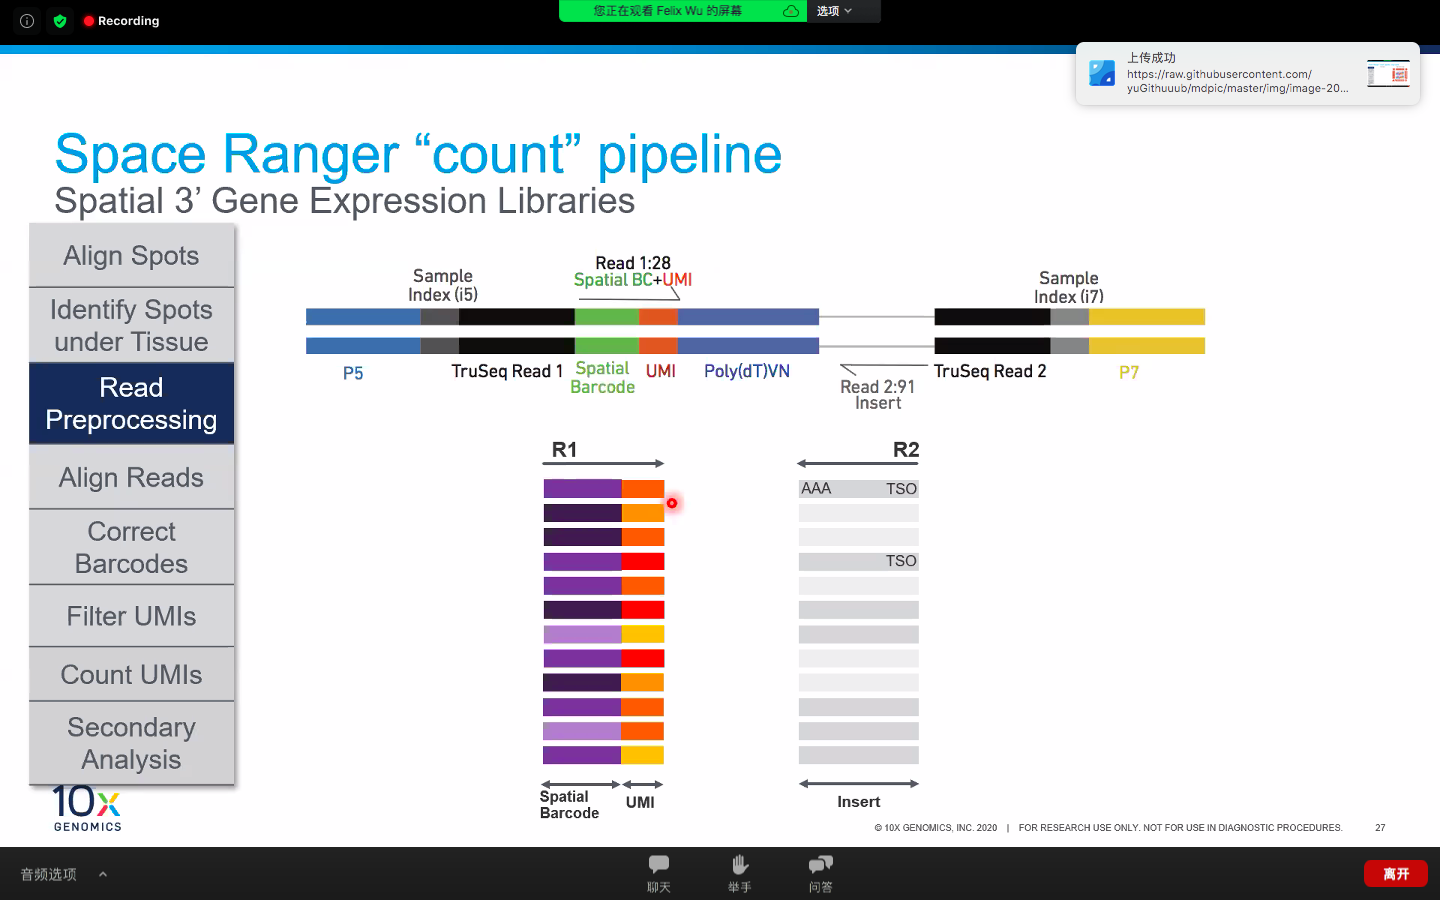 Recording
您正在观看 Felix Wu 的屏幕
选项
上传成功
https://raw.githubusercontent.com/
yuGithuuub/mdpic/master/img/image-20...
Space Ranger “count” pipeline
Spatial 3’ Gene Expression Libraries
Align Spots
Identify Spots
under Tissue
Read
Preprocessing
Align Reads
Correct
Barcodes
Filter UMIs
Count UMIs
Secondary
Analysis
Sample
Index (i5)
Read 1:28
Spatial BC+UMI
Sample
Index (i7)
P5
TruSeq Read 1
Spatial
Barcode
UMI
Poly(dT)VN
Read 2:91
Insert
TruSeq Read 2
P7
R1
R2
AAA TSO
TSO
Spatial
Barcode
UMI
Insert
10x
GENOMICS
© 10X GENOMICS, INC. 2020 | FOR RESEARCH USE ONLY. NOT FOR USE IN DIAGNOSTIC PROCEDURES. 27
音频选项
聊天
举手
问答
离开